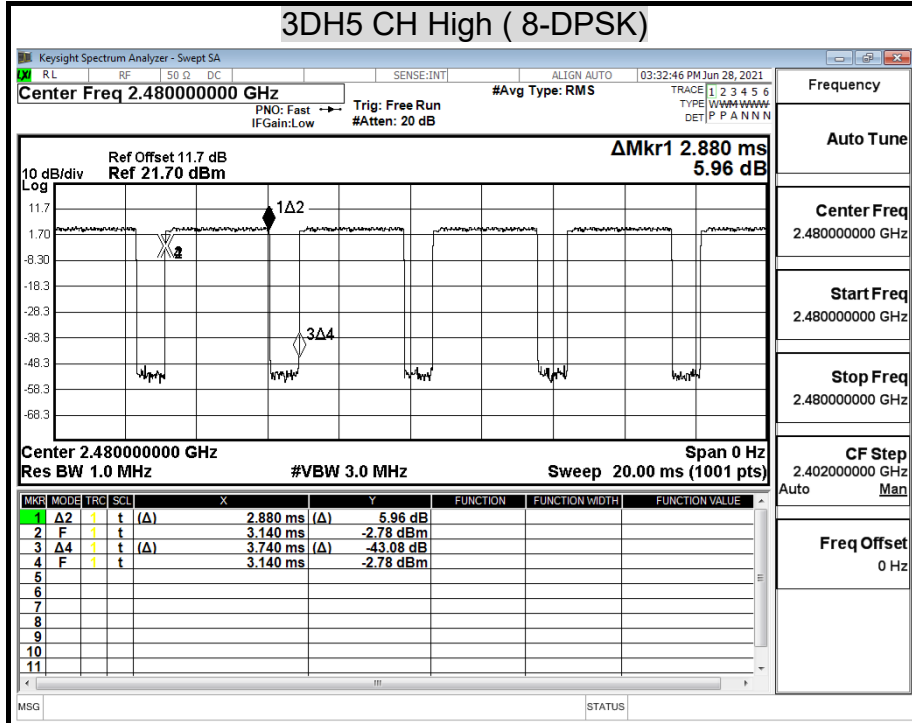 3DH5 CH High ( 8-DPSK)
Keysight Spectrum Analyzer - Swept SA
LXI RL RF 50 Ω DC SENSE:INT ALIGN AUTO 03:32:46 PM Jun 28, 2021
Center Freq 2.480000000 GHz
PNO: Fast
IFGain:Low
Trig: Free Run
#Atten: 20 dB
#Avg Type: RMS
TRACE 1 2 3 4 5 6
TYPE WWMWWWW
DET P P A N N N
10 dB/div
Log
Ref Offset 11.7 dB
Ref 21.70 dBm
ΔMkr1 2.880 ms
5.96 dB
11.7
1.70
-8.30
-18.3
-28.3
-38.3
-48.3
-58.3
-68.3
1Δ2
3Δ4
Center 2.480000000 GHz Span 0 Hz
Res BW 1.0 MHz #VBW 3.0 MHz Sweep 20.00 ms (1001 pts)
MKR MODE TRC SCL X Y FUNCTION FUNCTION WIDTH FUNCTION VALUE
1 Δ2 1 t (Δ) 2.880 ms (Δ) 5.96 dB
2 F 1 t 3.140 ms -2.78 dBm
3 Δ4 1 t (Δ) 3.740 ms (Δ) -43.08 dB
4 F 1 t 3.140 ms -2.78 dBm
5
6
7
8
9
10
11
MSG STATUS
Frequency
Auto Tune
Center Freq
2.480000000 GHz
Start Freq
2.480000000 GHz
Stop Freq
2.480000000 GHz
CF Step
2.402000000 GHz
Auto Man
Freq Offset
0 Hz